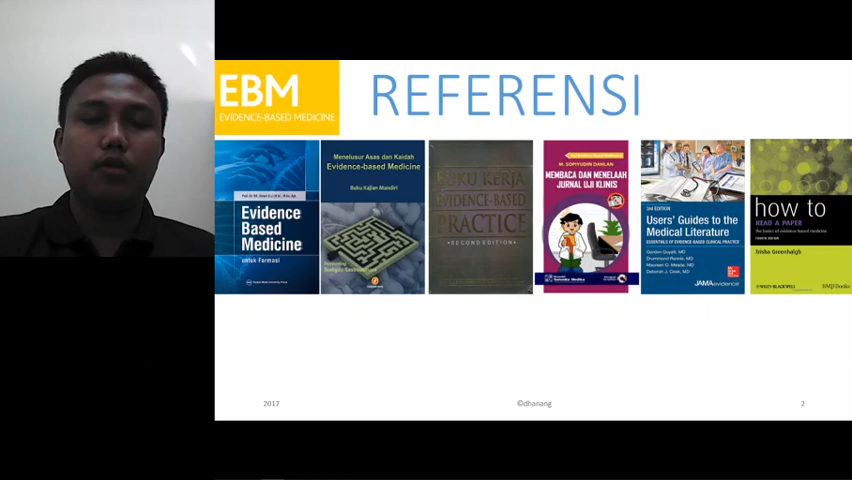 EBM
EVIDENCE-BASED MEDICINE
REFERENSI
Evidence
Based
Medicine
untuk Farmasi
Menelusur Asas dan Kaidah
Evidence-based Medicine
Buku Kajian Mandiri
BUKU KERJA
EVIDENCE-BASED
PRACTICE
•SECOND EDITION•
M. SOPIYUDIN DAHLAN
MEMBACA DAN MENELAAH
JURNAL UJI KLINIS
3RD EDITION
Users' Guides to the
Medical Literature
ESSENTIALS OF EVIDENCE-BASED CLINICAL PRACTICE
Gordon Guyatt, MD
Drummond Rennie, MD
Maureen O. Meade, MD
Deborah J. Cook, MD
JAMAevidence
how to
READ A PAPER
the basics of evidence-based medicine
Trisha Greenhalgh
WILEY-BLACKWELL
BMJ|Books
2017
©dhanang
2